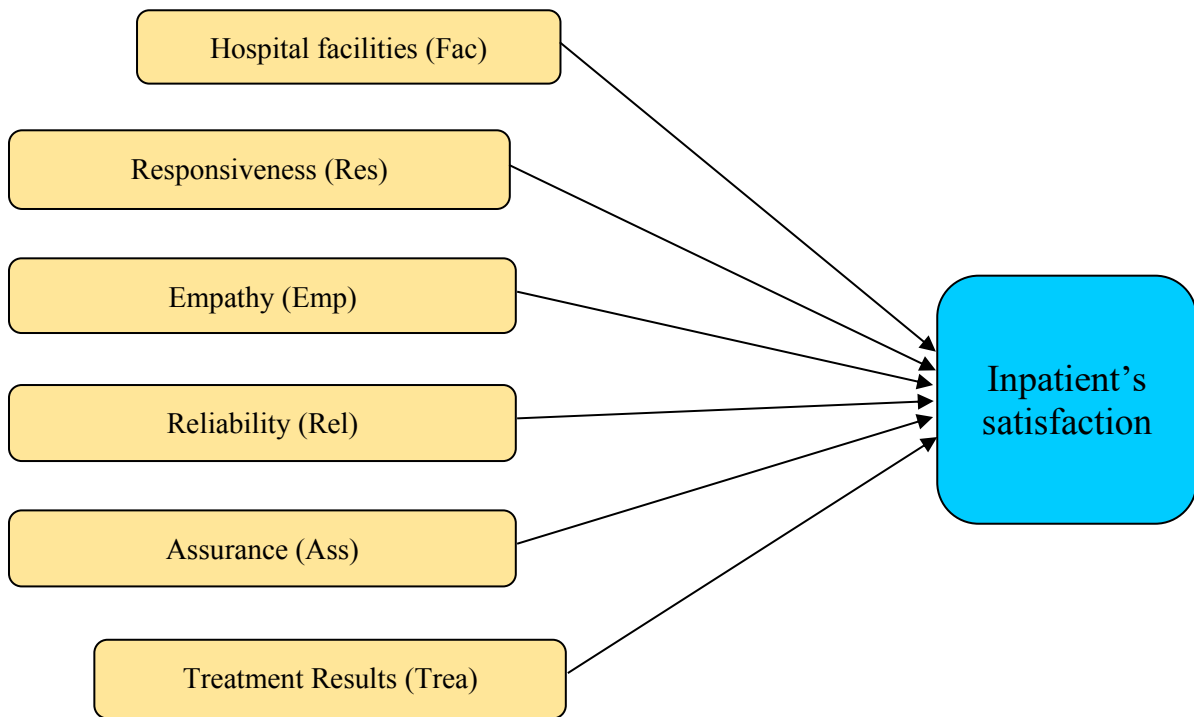 Hospital facilities (Fac)
Responsiveness (Res)
Empathy (Emp)
Reliability (Rel)
Assurance (Ass)
Treatment Results (Trea)
Inpatient’s
satisfaction